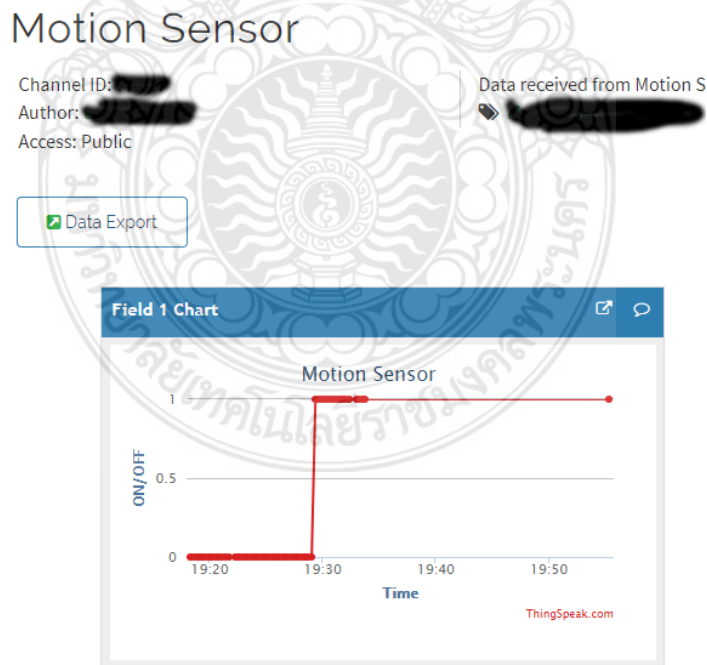 Motion Sensor
Channel ID:
Author:
Access: Public
Data received from Motion S
Data Export
Field 1 Chart
Motion Sensor
ON/OFF
1
0.5
0
19:20 19:30 19:40 19:50
Time
ThingSpeak.com